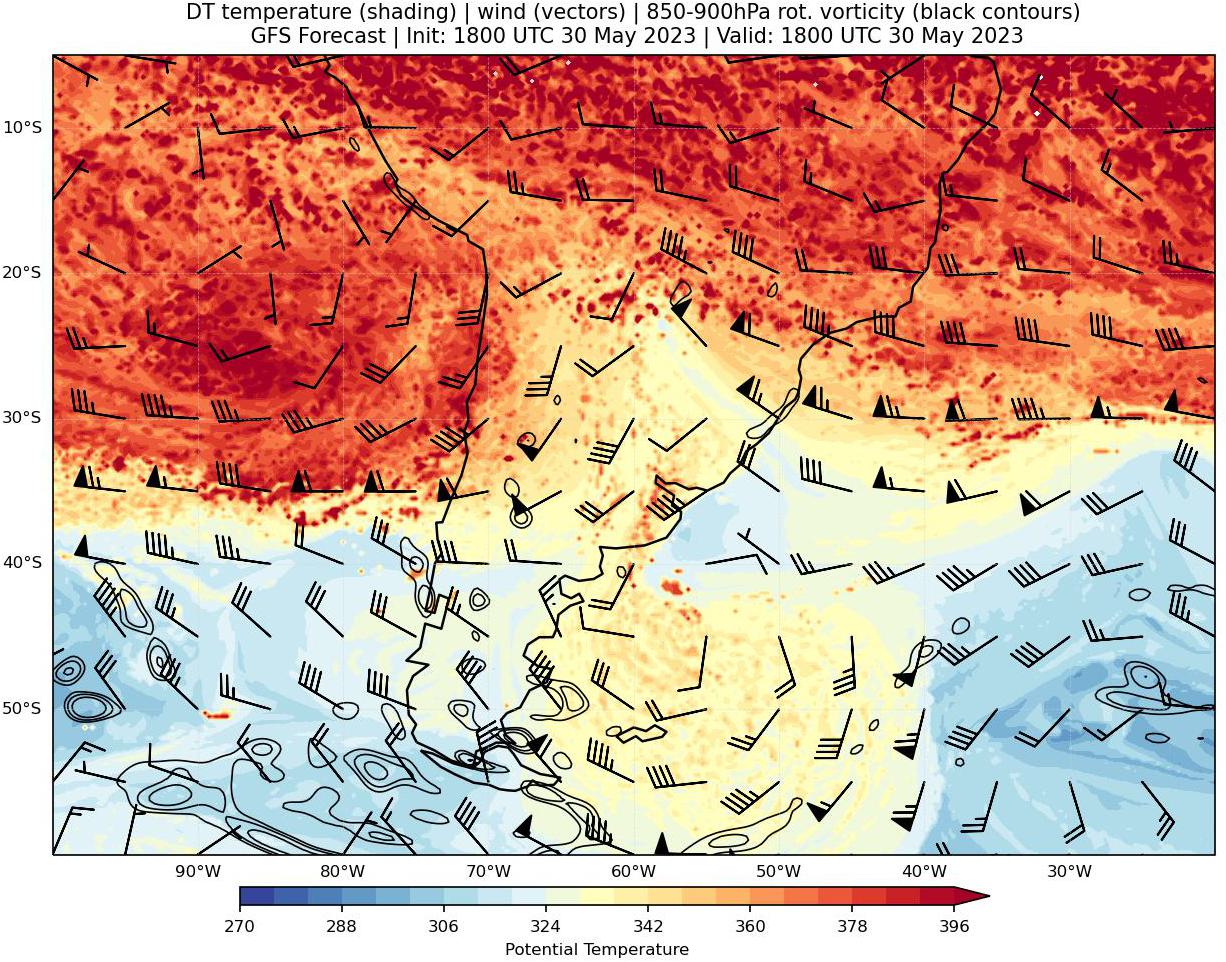 DT temperature (shading) | wind (vectors) | 850-900hPa rot. vorticity (black contours)
GFS Forecast | Init: 1800 UTC 30 May 2023 | Valid: 1800 UTC 30 May 2023
10°S
20°S
30°S
40°S
50°S
90°W 80°W 70°W 60°W 50°W 40°W 30°W
270 288 306 324 342 360 378 396
Potential Temperature